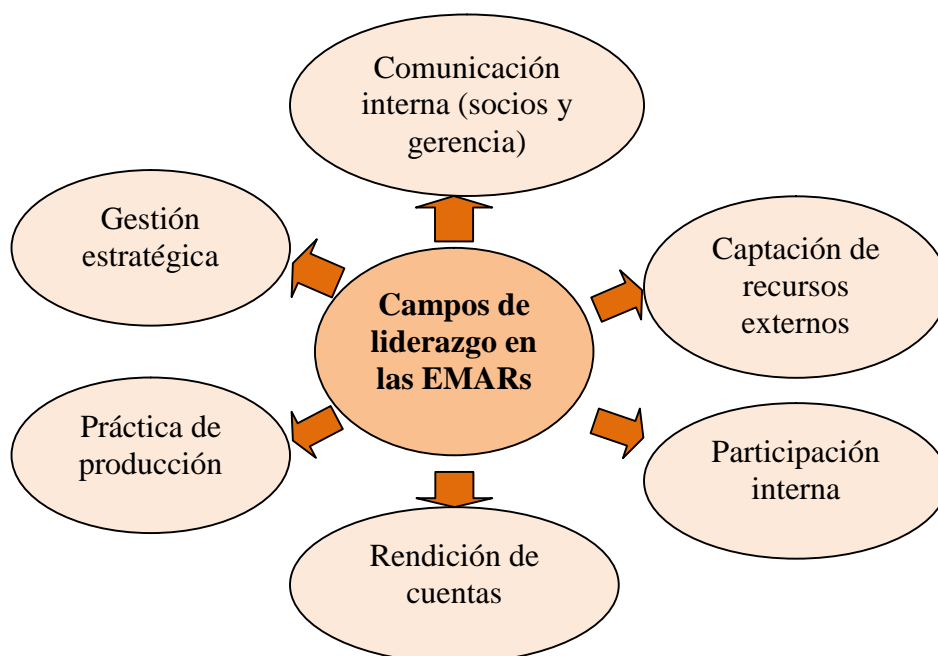 Comunicación
interna (socios y
gerencia)
Gestión
estratégica
Captación de
recursos
externos
Campos de
liderazgo en
las EMARs
Práctica de
producción
Participación
interna
Rendición de
cuentas